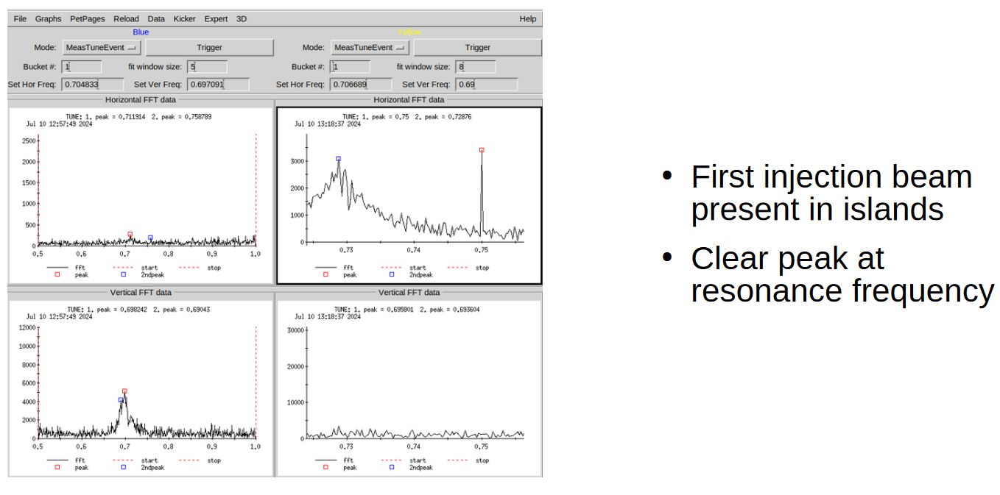 File Graphs PetPages Reload Data Kicker Expert 3D Help
Blue
Yellow
Mode: MeasTuneEvent Trigger
Mode: MeasTuneEvent Trigger
Bucket #: 1 fit window size: 5
Bucket #: 1 fit window size: 8
Set Hor Freq: 0.704833 Set Ver Freq: 0.697091
Set Hor Freq: 0.706689 Set Ver Freq: 0.69
Horizontal FFT data
TUNE: 1. peak = 0.711914 2. peak = 0.758789
Jul 10 12:57:49 2024
2500
2000
1500
1000
500
0
0.5 0.6 0.7 0.8 0.9 1.0
fft start stop
peak 2ndpeak
Horizontal FFT data
TUNE: 1. peak = 0.75 2. peak = 0.72876
Jul 10 13:18:37 2024
3000
2000
1000
0
0.73 0.74 0.75
fft start stop
peak 2ndpeak
Vertical FFT data
TUNE: 1. peak = 0.698242 2. peak = 0.69043
Jul 10 12:57:49 2024
12000
10000
8000
6000
4000
2000
0
0.5 0.6 0.7 0.8 0.9 1.0
fft start stop
peak 2ndpeak
Vertical FFT data
TUNE: 1. peak = 0.695801 2. peak = 0.693604
Jul 10 13:18:37 2024
30000
20000
10000
0
0.73 0.74 0.75
fft start stop
peak 2ndpeak
• First injection beam
present in islands
• Clear peak at
resonance frequency